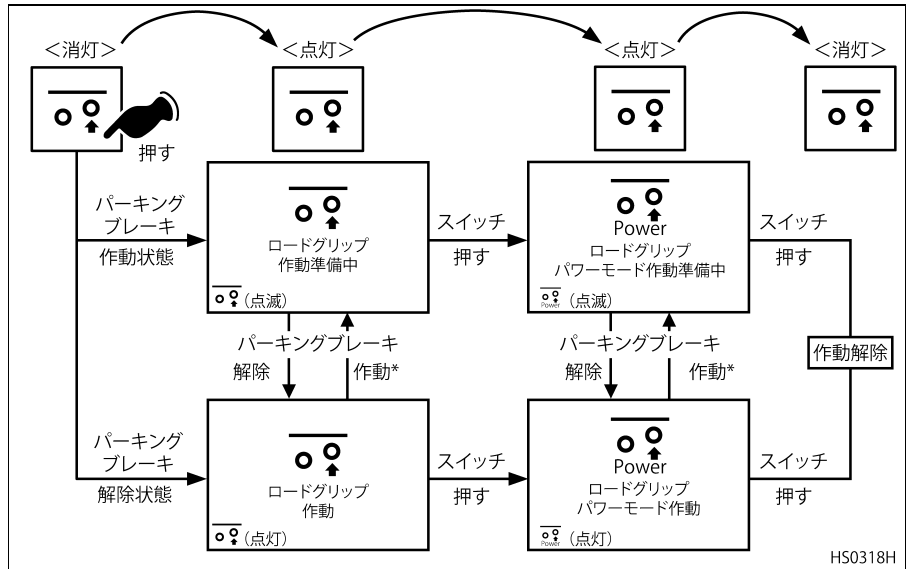 ＜消灯＞
＜点灯＞
＜点灯＞
＜消灯＞
押す
パーキング
ブレーキ
作動状態
ロードグリップ
作動準備中
(点滅)
スイッチ
押す
Power
ロードグリップ
パワーモード作動準備中
Power
(点滅)
スイッチ
押す
パーキングブレーキ
解除
作動*
パーキングブレーキ
解除
作動*
作動解除
パーキング
ブレーキ
解除状態
ロードグリップ
作動
(点灯)
スイッチ
押す
Power
ロードグリップ
パワーモード作動
Power
(点灯)
スイッチ
押す
HS0318H